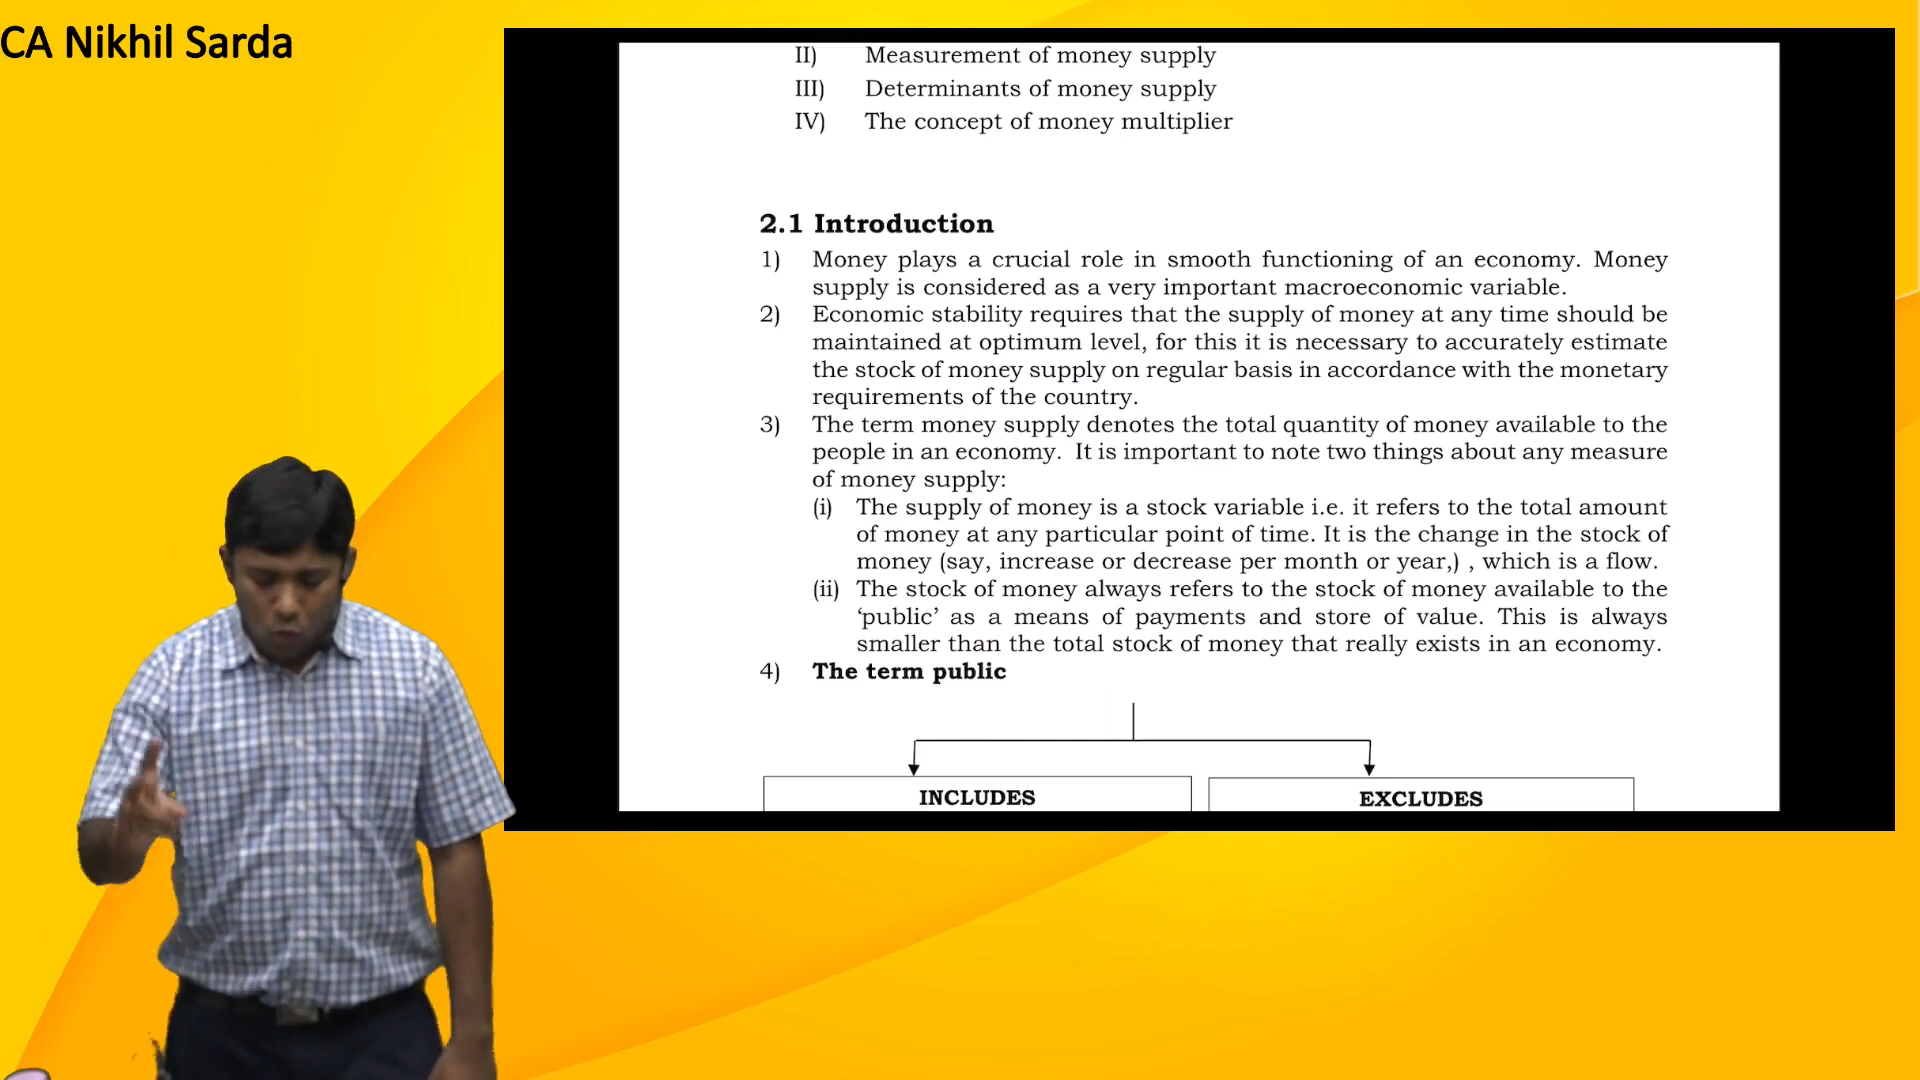 CA Nikhil Sarda
II) Measurement of money supply
III) Determinants of money supply
IV) The concept of money multiplier
2.1 Introduction
1) Money plays a crucial role in smooth functioning of an economy. Money
supply is considered as a very important macroeconomic variable.
2) Economic stability requires that the supply of money at any time should be
maintained at optimum level, for this it is necessary to accurately estimate
the stock of money supply on regular basis in accordance with the monetary
requirements of the country.
3) The term money supply denotes the total quantity of money available to the
people in an economy. It is important to note two things about any measure
of money supply:
(i) The supply of money is a stock variable i.e. it refers to the total amount
of money at any particular point of time. It is the change in the stock of
money (say, increase or decrease per month or year,) , which is a flow.
(ii) The stock of money always refers to the stock of money available to the
‘public’ as a means of payments and store of value. This is always
smaller than the total stock of money that really exists in an economy.
4) The term public
INCLUDES
EXCLUDES